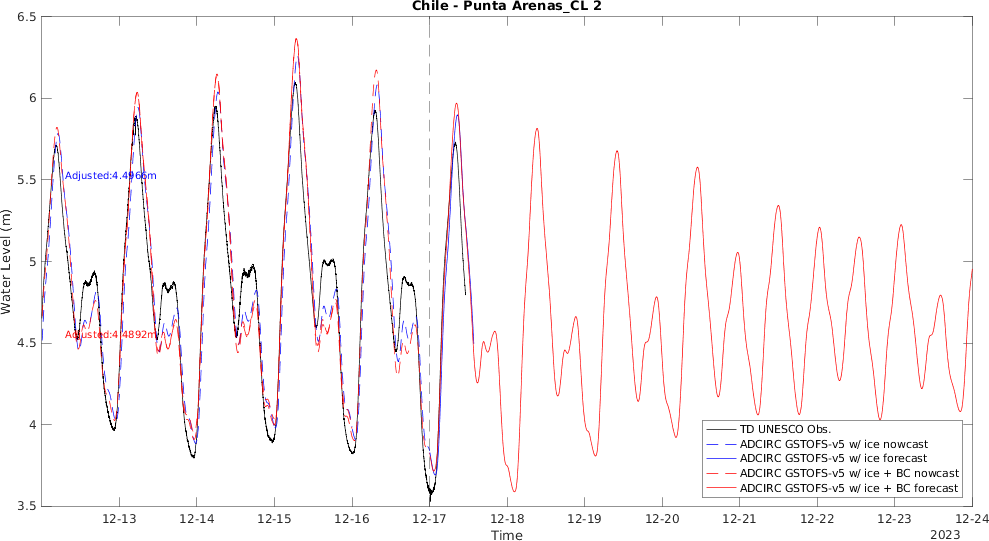 Chile - Punta Arenas_CL 2
6.5
6
5.5
5
4.5
4
3.5
Water Level (m)
Adjusted:4.4966m
Adjusted:4.4892m
TD UNESCO Obs.
ADCIRC GSTOFS-v5 w/ ice nowcast
ADCIRC GSTOFS-v5 w/ ice forecast
ADCIRC GSTOFS-v5 w/ ice + BC nowcast
ADCIRC GSTOFS-v5 w/ ice + BC forecast
12-13 12-14 12-15 12-16 12-17 12-18 12-19 12-20 12-21 12-22 12-23 12-24
Time
2023